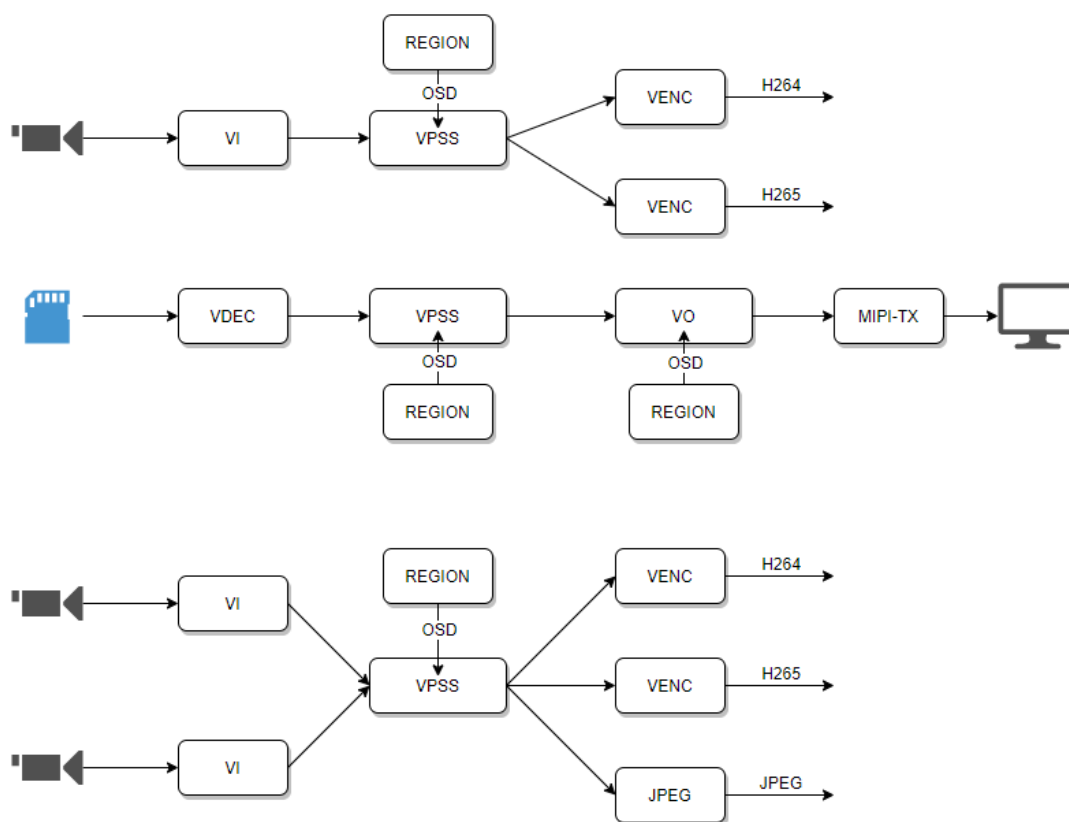 REGION
OSD
VI
VPSS
VENC
H264
VENC
H265
VDEC
VPSS
VO
MIPI-TX
OSD
OSD
REGION
REGION
REGION
OSD
VI
VPSS
VENC
H264
VENC
H265
VI
JPEG
JPEG